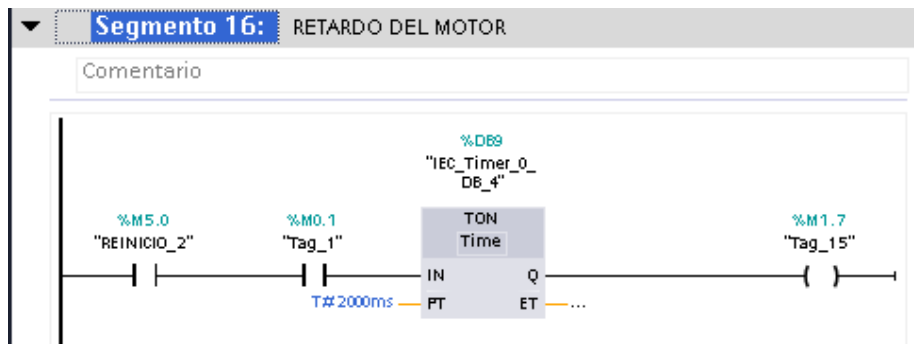 Segmento 16: RETARDO DEL MOTOR
Comentario
%DB9
"IEC_Timer_0_
DB_4"
%M5.0 %M0.1 TON %M1.7
"REINICIO_2" "Tag_1" Time "Tag_15"
IN Q
T#2000ms PT ET ...